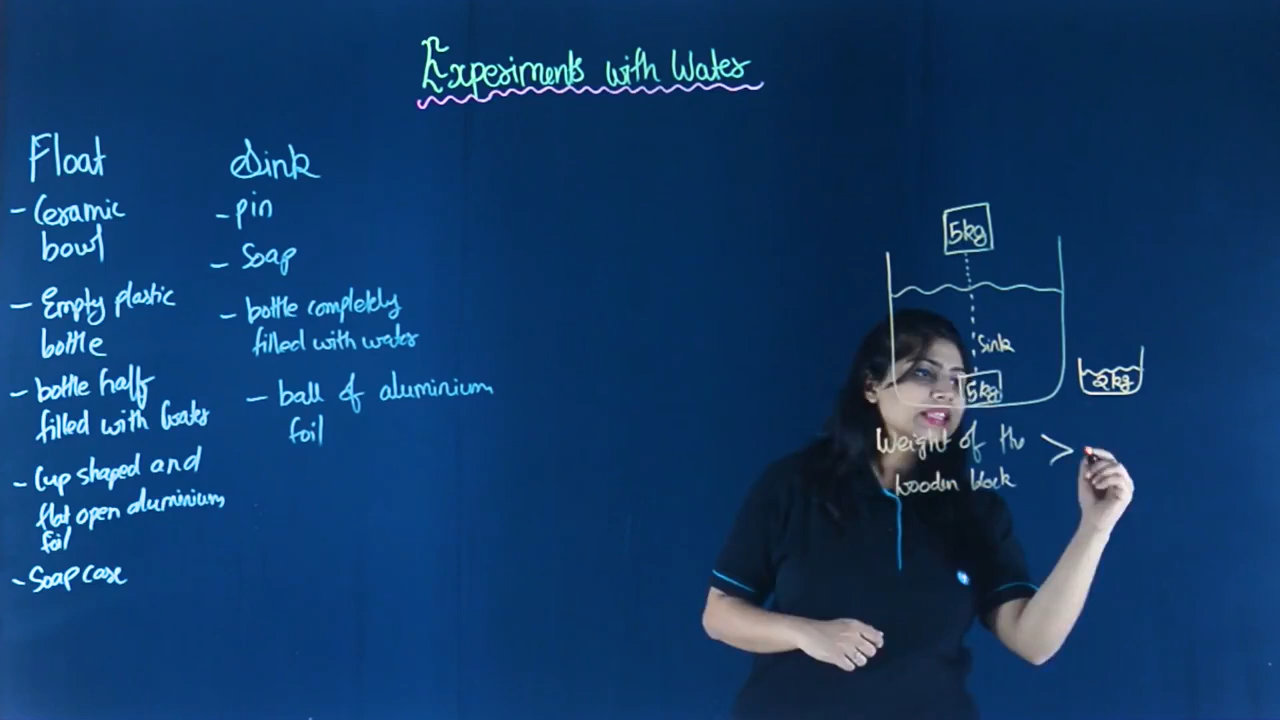 Experiments with Water
Float
- Ceramic
bowl
- Empty plastic
bottle
- bottle half
filled with water
- Cup shaped and
flat open aluminium
foil
- Soap case
Sink
- pin
- Soap
- bottle completely
filled with water
- ball of aluminium
foil
5kg
Sink
5kg
2kg
Weight of the >
wooden block